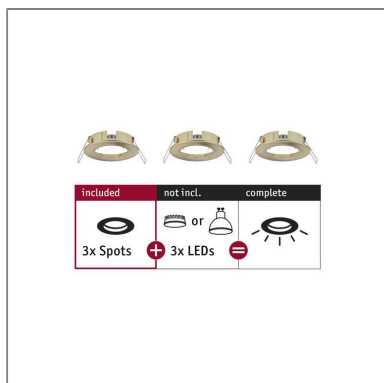 included not incl. complete
or
3x Spots + 3x LEDs =